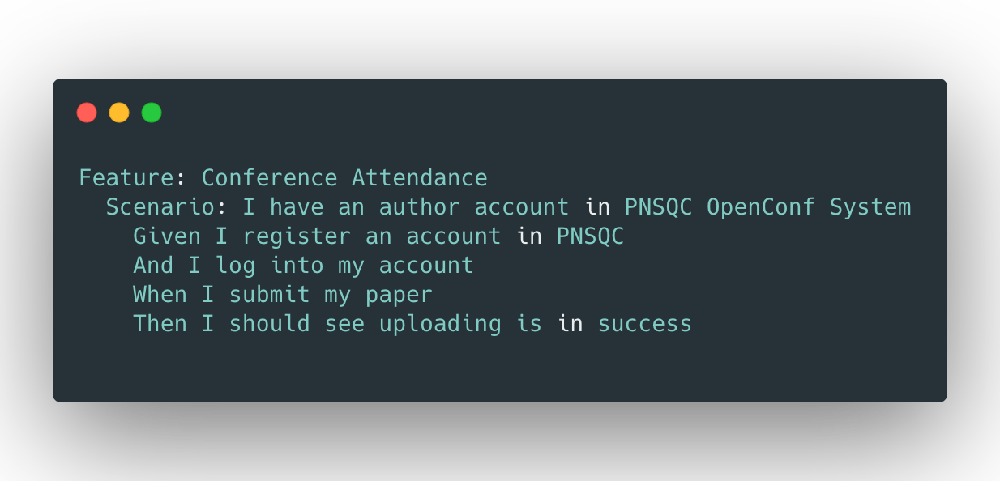 Feature: Conference Attendance
Scenario: I have an author account in PNSQC OpenConf System
Given I register an account in PNSQC
And I log into my account
When I submit my paper
Then I should see uploading is in success